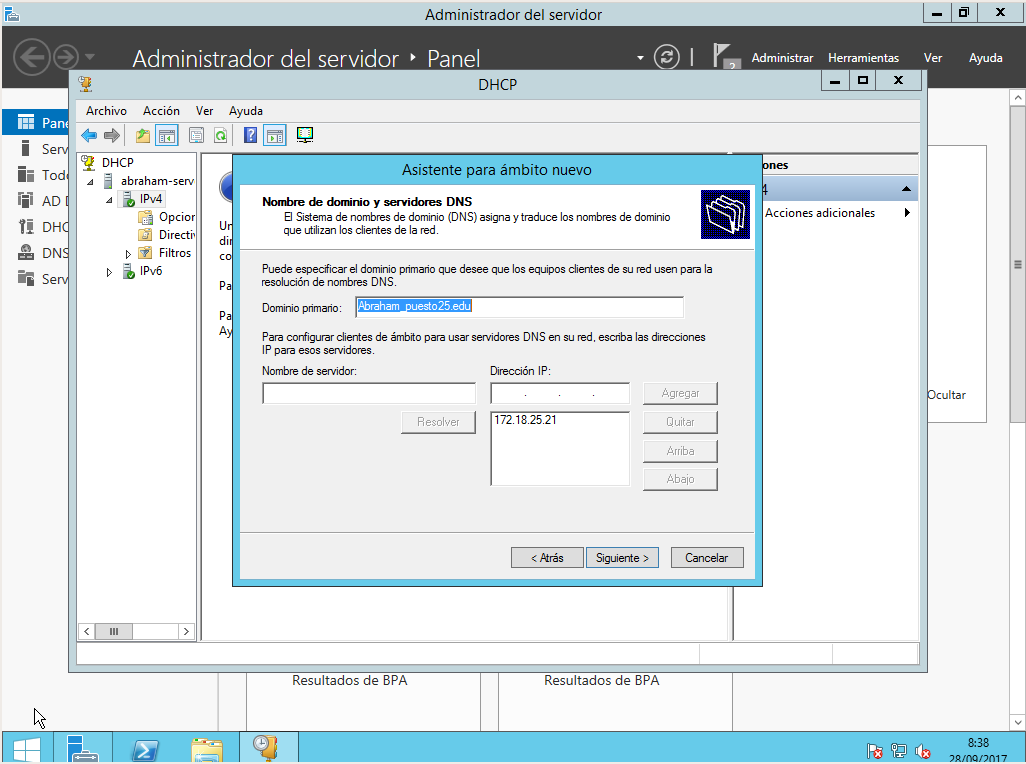 Administrador del servidor
Administrador del servidor ‣ Panel
Administrar Herramientas Ver Ayuda
DHCP
Archivo Acción Ver Ayuda
DHCP
abraham-serv
IPv4
Opcion
Directi
Filtros
IPv6
Asistente para ámbito nuevo
Nombre de dominio y servidores DNS
El Sistema de nombres de dominio (DNS) asigna y traduce los nombres de dominio
que utilizan los clientes de la red.
Puede especificar el dominio primario que desee que los equipos clientes de su red usen para la
resolución de nombres DNS.
Dominio primario: Abraham_puesto25.edu
Para configurar clientes de ámbito para usar servidores DNS en su red, escriba las direcciones
IP para esos servidores.
Nombre de servidor: Dirección IP:
Agregar
Resolver
172.18.25.21
Quitar
Arriba
Abajo
< Atrás Siguiente > Cancelar
ones
4
Acciones adicionales
Ocultar
Pane
Serv
Todo
AD D
DHC
DNS
Serv
Un
dir
co
Pa
Pa
Ay
Resultados de BPA
Resultados de BPA
8:38
28/09/2017